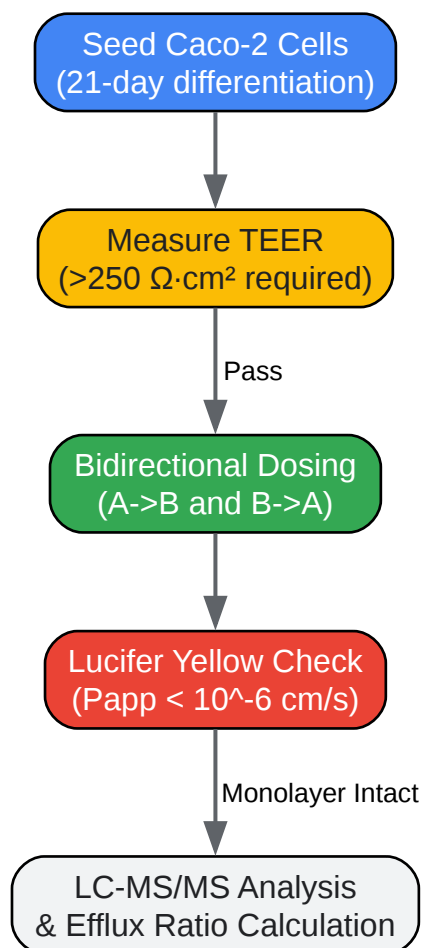 Seed Caco-2 Cells
(21-day differentiation)
Measure TEER
(>250 Ω·cm² required)
Pass
Bidirectional Dosing
(A->B and B->A)
Lucifer Yellow Check
(Papp < 10^-6 cm/s)
Monolayer Intact
LC-MS/MS Analysis
& Efflux Ratio Calculation